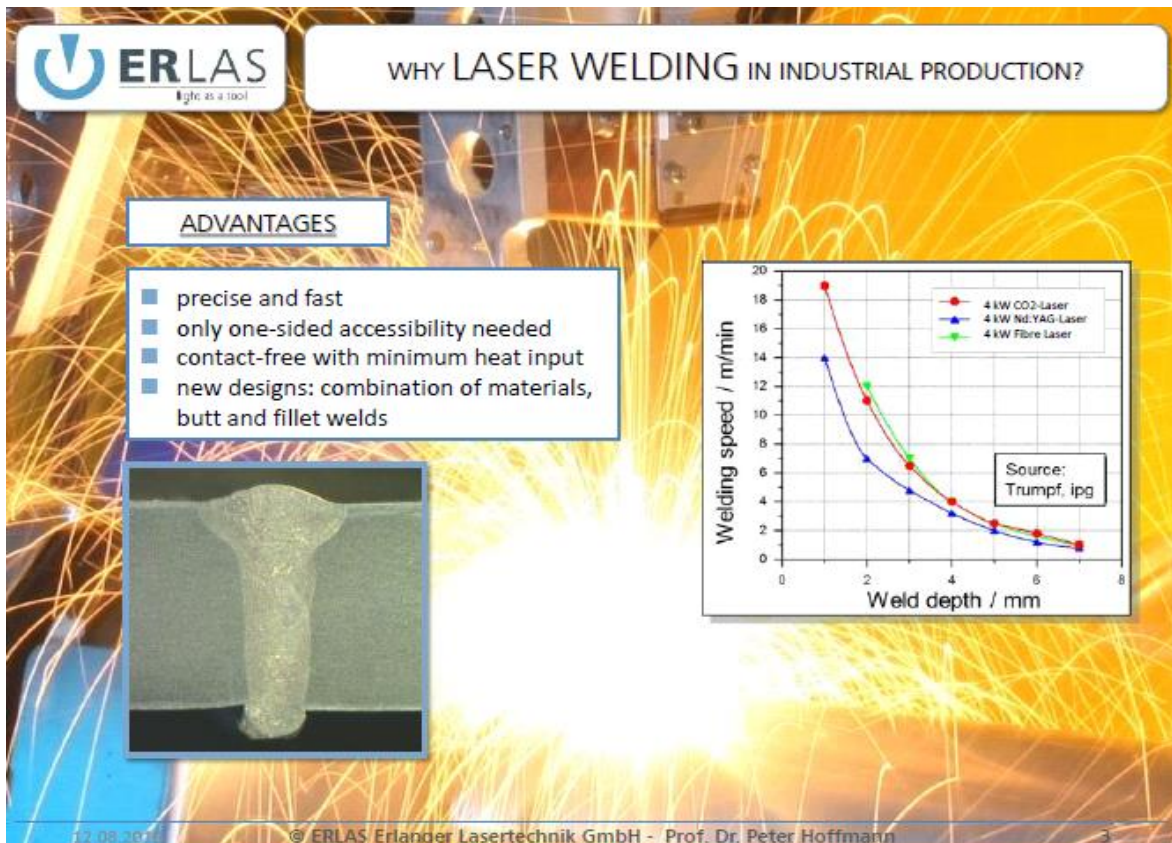 ERLAS
light as a tool
WHY LASER WELDING IN INDUSTRIAL PRODUCTION?
ADVANTAGES
precise and fast
only one-sided accessibility needed
contact-free with minimum heat input
new designs: combination of materials,
butt and fillet welds
Welding speed / m/min
20
18
16
14
12
10
8
6
4
2
0
4 kW CO2-Laser
4 kW Nd:YAG-Laser
4 kW Fibre Laser
Source:
Trumpf, ipg
0 2 4 6 8
Weld depth / mm
© ERLAS Erlanger Lasertechnik GmbH - Prof. Dr. Peter Hoffmann 3